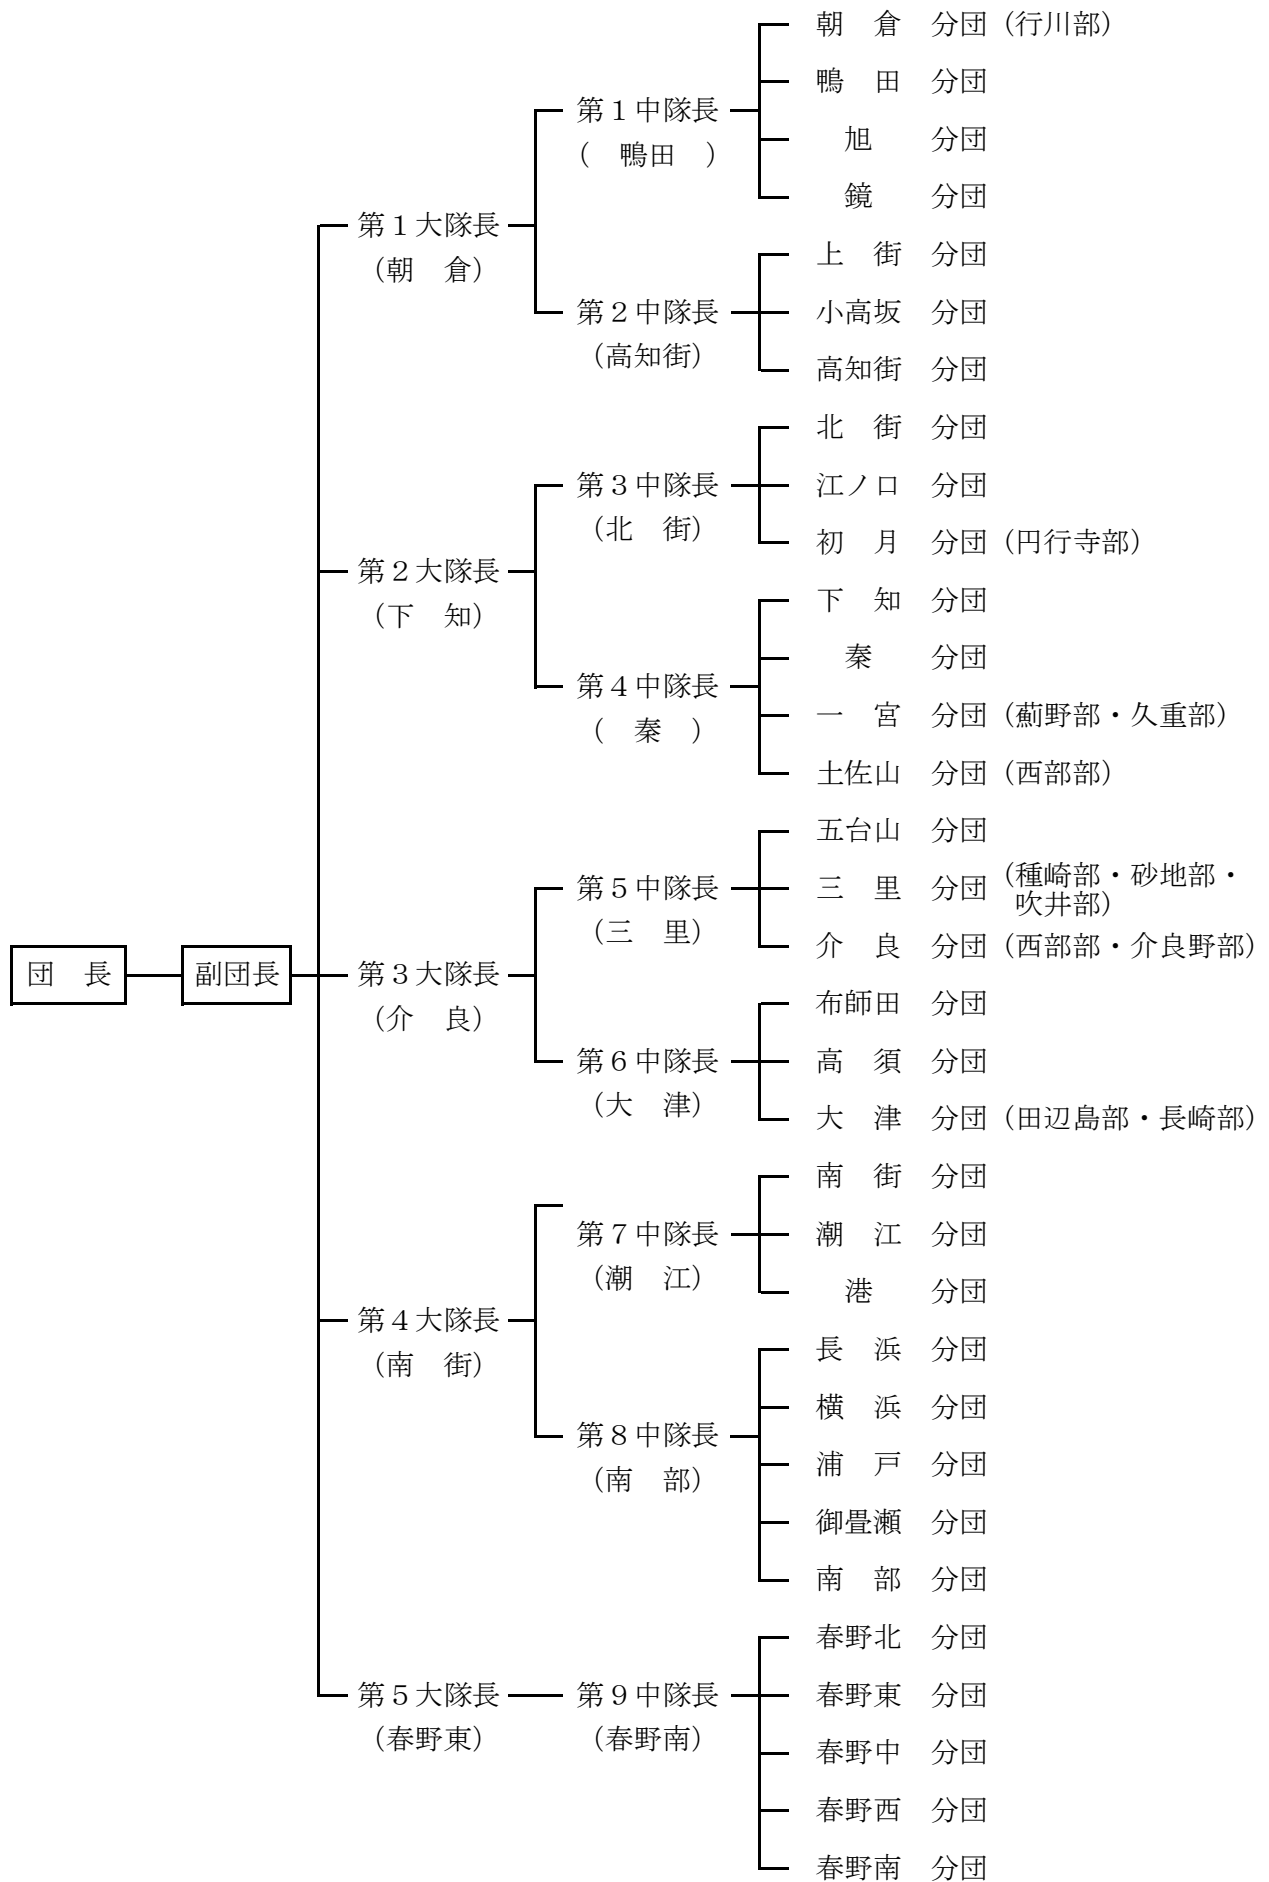 朝　倉　分団（行川部）
鴨　田　分団
第１中隊長
（　鴨田　）
旭　　分団
鏡　　分団
第１大隊長
（朝　倉）
上　街　分団
第２中隊長
（高知街）
小高坂　分団
高知街　分団
北　街　分団
第３中隊長
（北　街）
江ノ口　分団
初　月　分団（円行寺部）
第２大隊長
（下　知）
下　知　分団
秦　　分団
第４中隊長
（　秦　）
一　宮　分団（薊野部・久重部）
土佐山　分団（西部部）
五台山　分団
第５中隊長
（三　里）
三　里　分団（種崎部・砂地部・
吹井部）
介　良　分団（西部部・介良野部）
団　長
副団長
第３大隊長
（介　良）
布師田　分団
第６中隊長
（大　津）
高　須　分団
大　津　分団（田辺島部・長崎部）
南　街　分団
第７中隊長
（潮　江）
潮　江　分団
港　　分団
第４大隊長
（南　街）
長　浜　分団
横　浜　分団
第８中隊長
（南　部）
浦　戸　分団
御畳瀬　分団
南　部　分団
春野北　分団
第５大隊長
（春野東）
第９中隊長
（春野南）
春野東　分団
春野中　分団
春野西　分団
春野南　分団